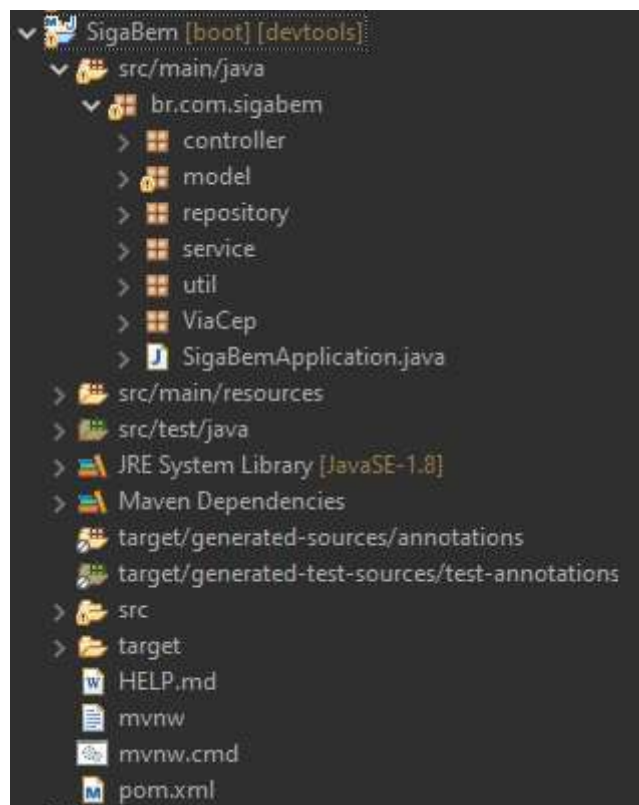 SigaBem [boot] [devtools]
src/main/java
br.com.sigabem
controller
model
repository
service
util
ViaCep
SigaBemApplication.java
src/main/resources
src/test/java
JRE System Library [JavaSE-1.8]
Maven Dependencies
target/generated-sources/annotations
target/generated-test-sources/test-annotations
src
target
HELP.md
mvnw
mvnw.cmd
pom.xml